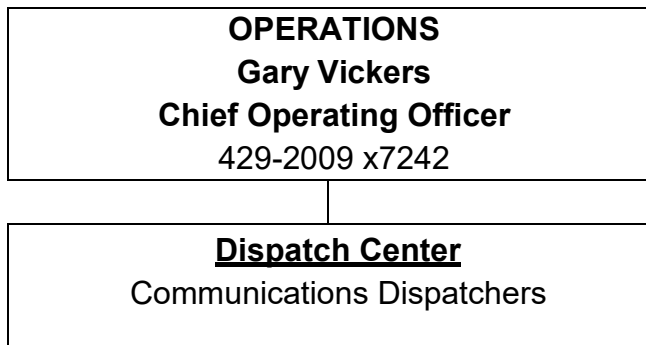 OPERATIONS
Gary Vickers
Chief Operating Officer
429-2009 x7242
Dispatch Center
Communications Dispatchers